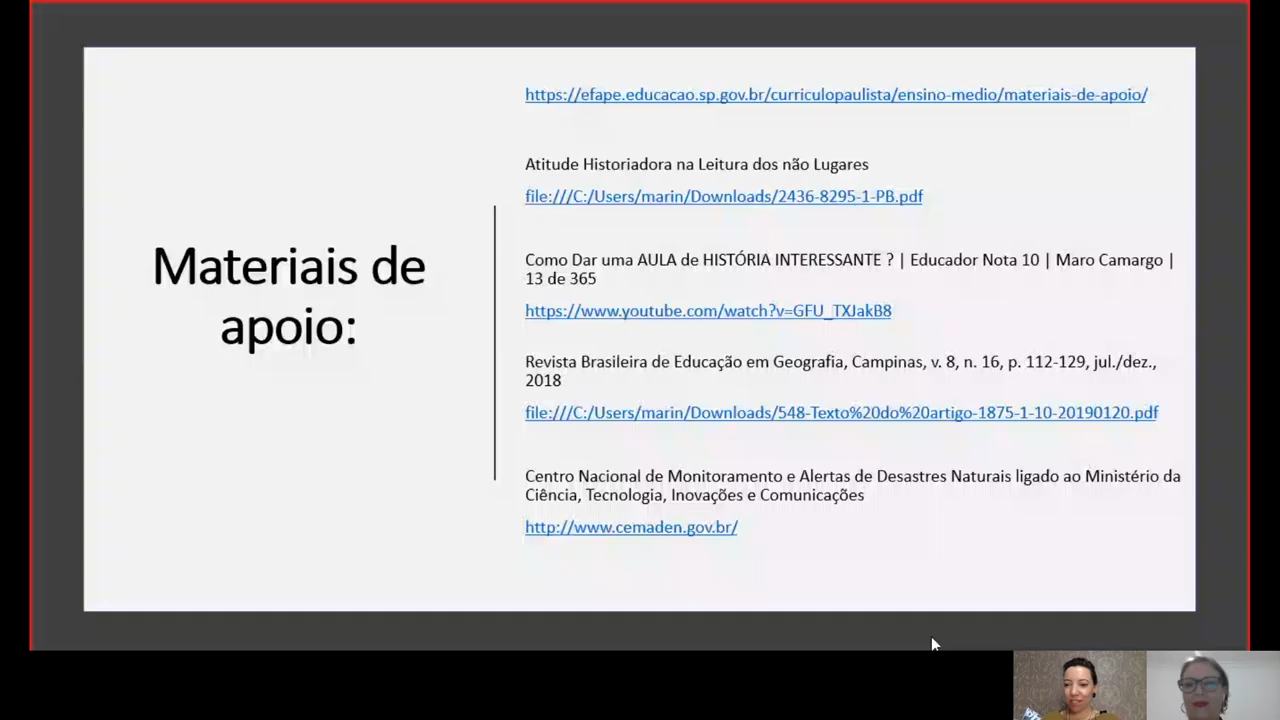 Materiais de
apoio:
https://efape.educacao.sp.gov.br/curriculopaulista/ensino-medio/materiais-de-apoio/
Atitude Historiadora na Leitura dos não Lugares
file:///C:/Users/marin/Downloads/2436-8295-1-PB.pdf
Como Dar uma AULA de HISTÓRIA INTERESSANTE ? | Educador Nota 10 | Maro Camargo |
13 de 365
https://www.youtube.com/watch?v=GFU_TXJakB8
Revista Brasileira de Educação em Geografia, Campinas, v. 8, n. 16, p. 112-129, jul./dez.,
2018
file:///C:/Users/marin/Downloads/548-Texto%20do%20artigo-1875-1-10-20190120.pdf
Centro Nacional de Monitoramento e Alertas de Desastres Naturais ligado ao Ministério da
Ciência, Tecnologia, Inovações e Comunicações
http://www.cemaden.gov.br/